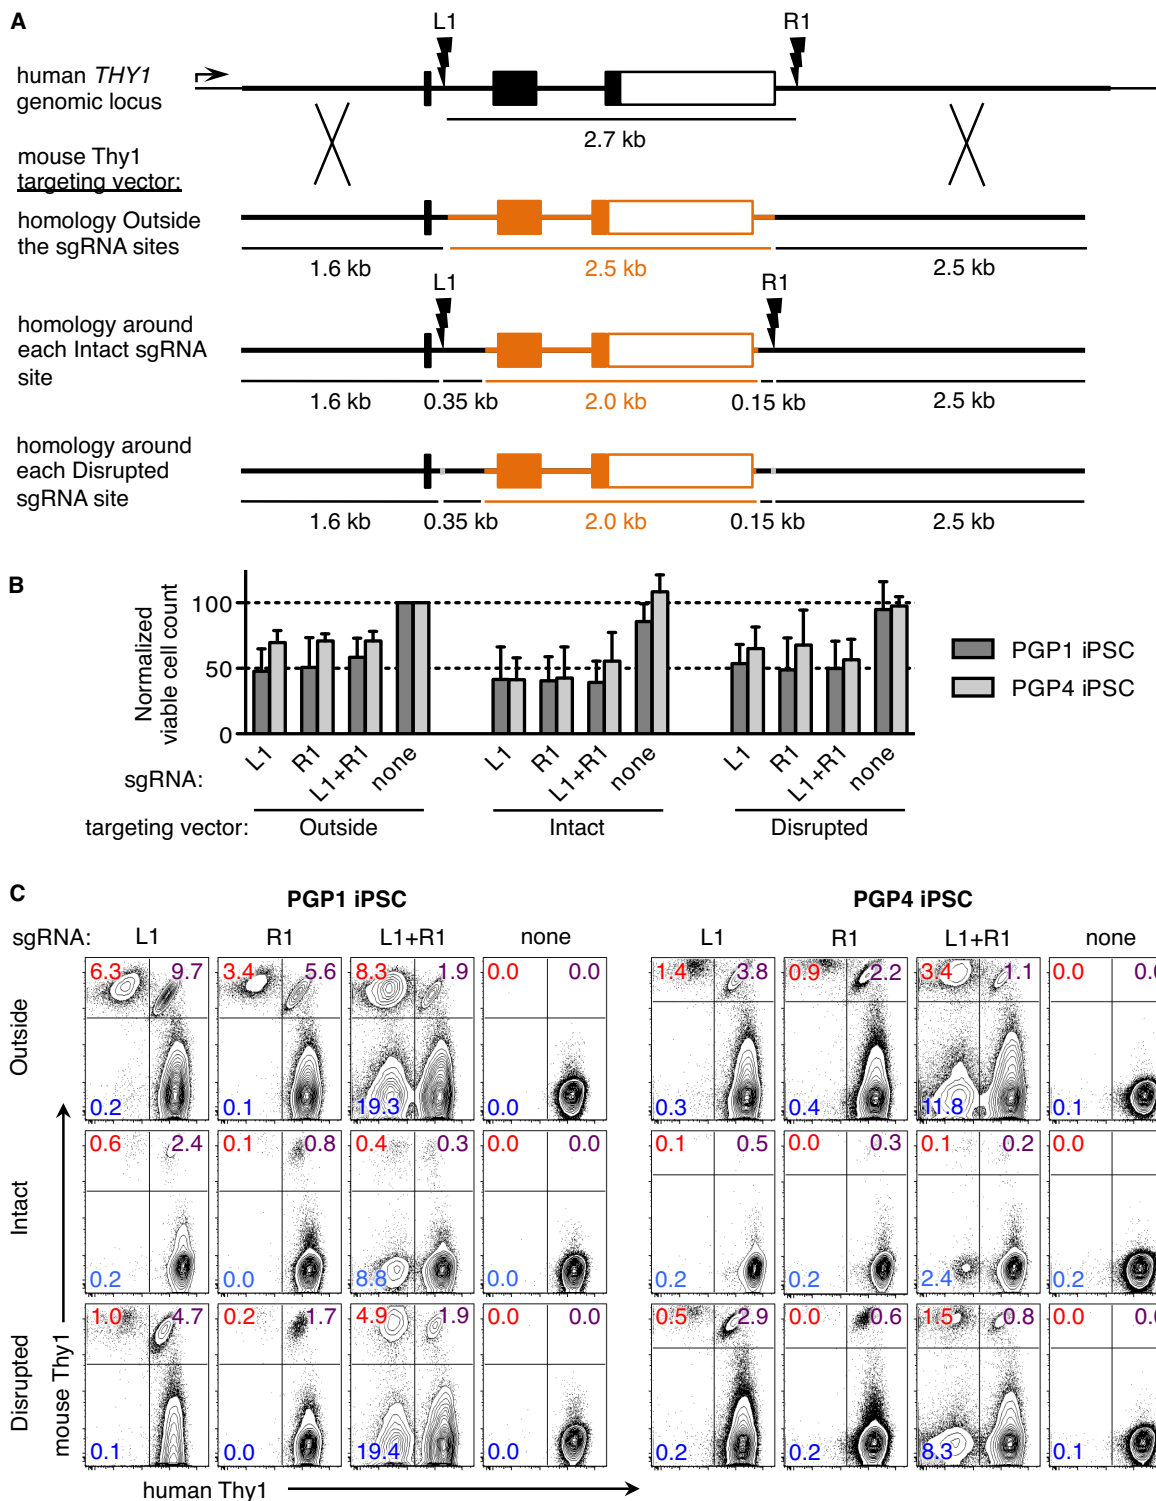 A
L1
R1
human THY1
genomic locus
2.7 kb
mouse Thy1
targeting vector:
homology Outside
the sgRNA sites
1.6 kb
2.5 kb
2.5 kb
L1
R1
homology around
each Intact sgRNA
site
1.6 kb
0.35 kb
2.0 kb
0.15 kb
2.5 kb
homology around
each Disrupted
sgRNA site
1.6 kb
0.35 kb
2.0 kb
0.15 kb
2.5 kb
B
Normalized
viable cell count
100
50
0
PGP1 iPSC
PGP4 iPSC
sgRNA:
L1 R1 L1+R1 none
L1 R1 L1+R1 none
L1 R1 L1+R1 none
targeting vector: Outside Intact Disrupted
C
PGP1 iPSC PGP4 iPSC
sgRNA: L1 R1 L1+R1 none L1 R1 L1+R1 none
Outside
6.3 9.7 3.4 5.6 8.3 1.9 0.0 0.0 1.4 3.8 0.9 2.2 3.4 1.1 0.0 0.0
0.2 0.1 19.3 0.0 0.3 0.4 11.8 0.1
Intact
0.6 2.4 0.1 0.8 0.4 0.3 0.0 0.0 0.1 0.5 0.0 0.3 0.1 0.2 0.0 0.0
0.2 0.0 8.8 0.0 0.2 0.2 2.4 0.2
Disrupted
1.0 4.7 0.2 1.7 4.9 1.9 0.0 0.0 0.5 2.9 0.0 0.6 1.5 0.8 0.0 0.0
0.1 0.0 19.4 0.0 0.2 0.2 8.3 0.1
mouse Thy1
human Thy1